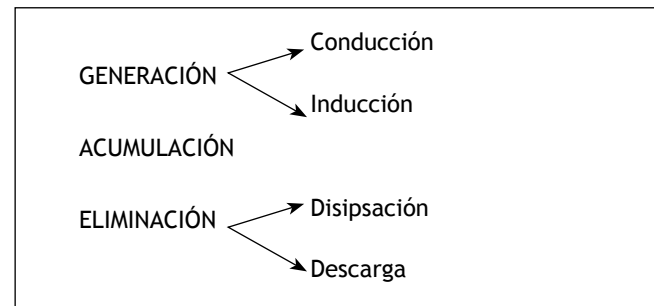 Conducción
GENERACIÓN
Inducción
ACUMULACIÓN
Disipsación
ELIMINACIÓN
Descarga